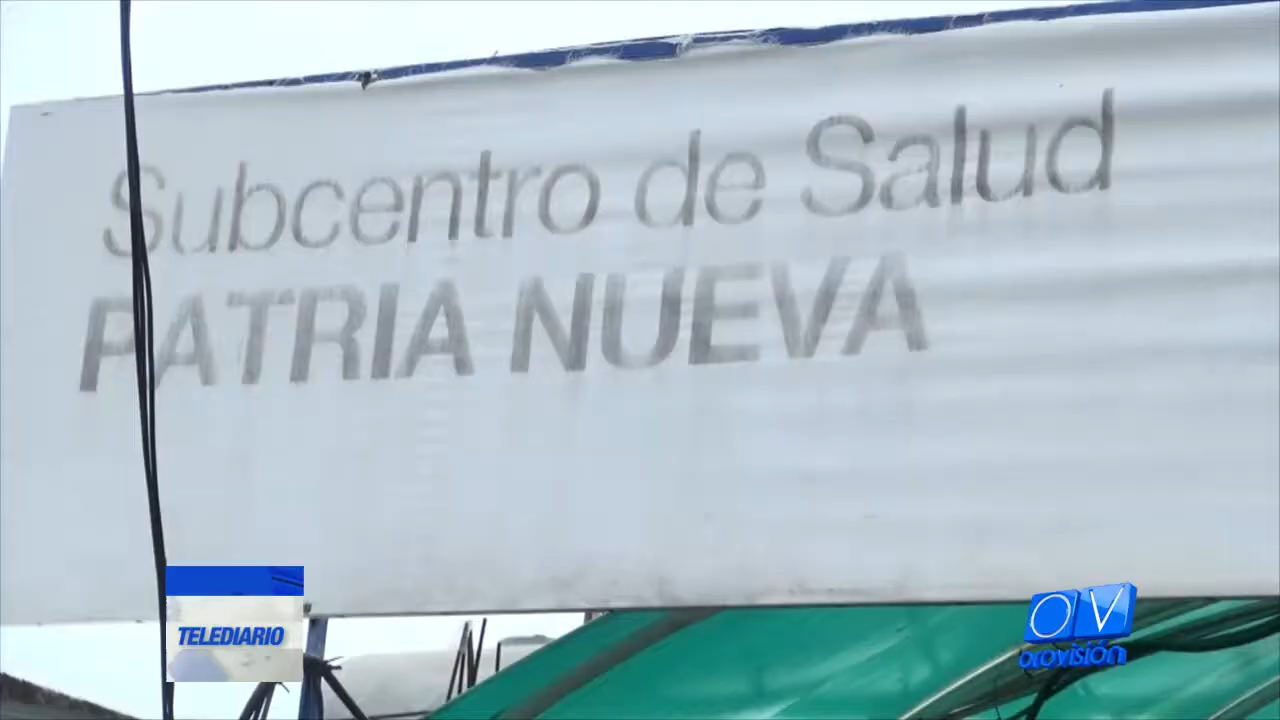 Subcentro de Salud
PATRIA NUEVA
TELEDIARIO
OV
orovisión